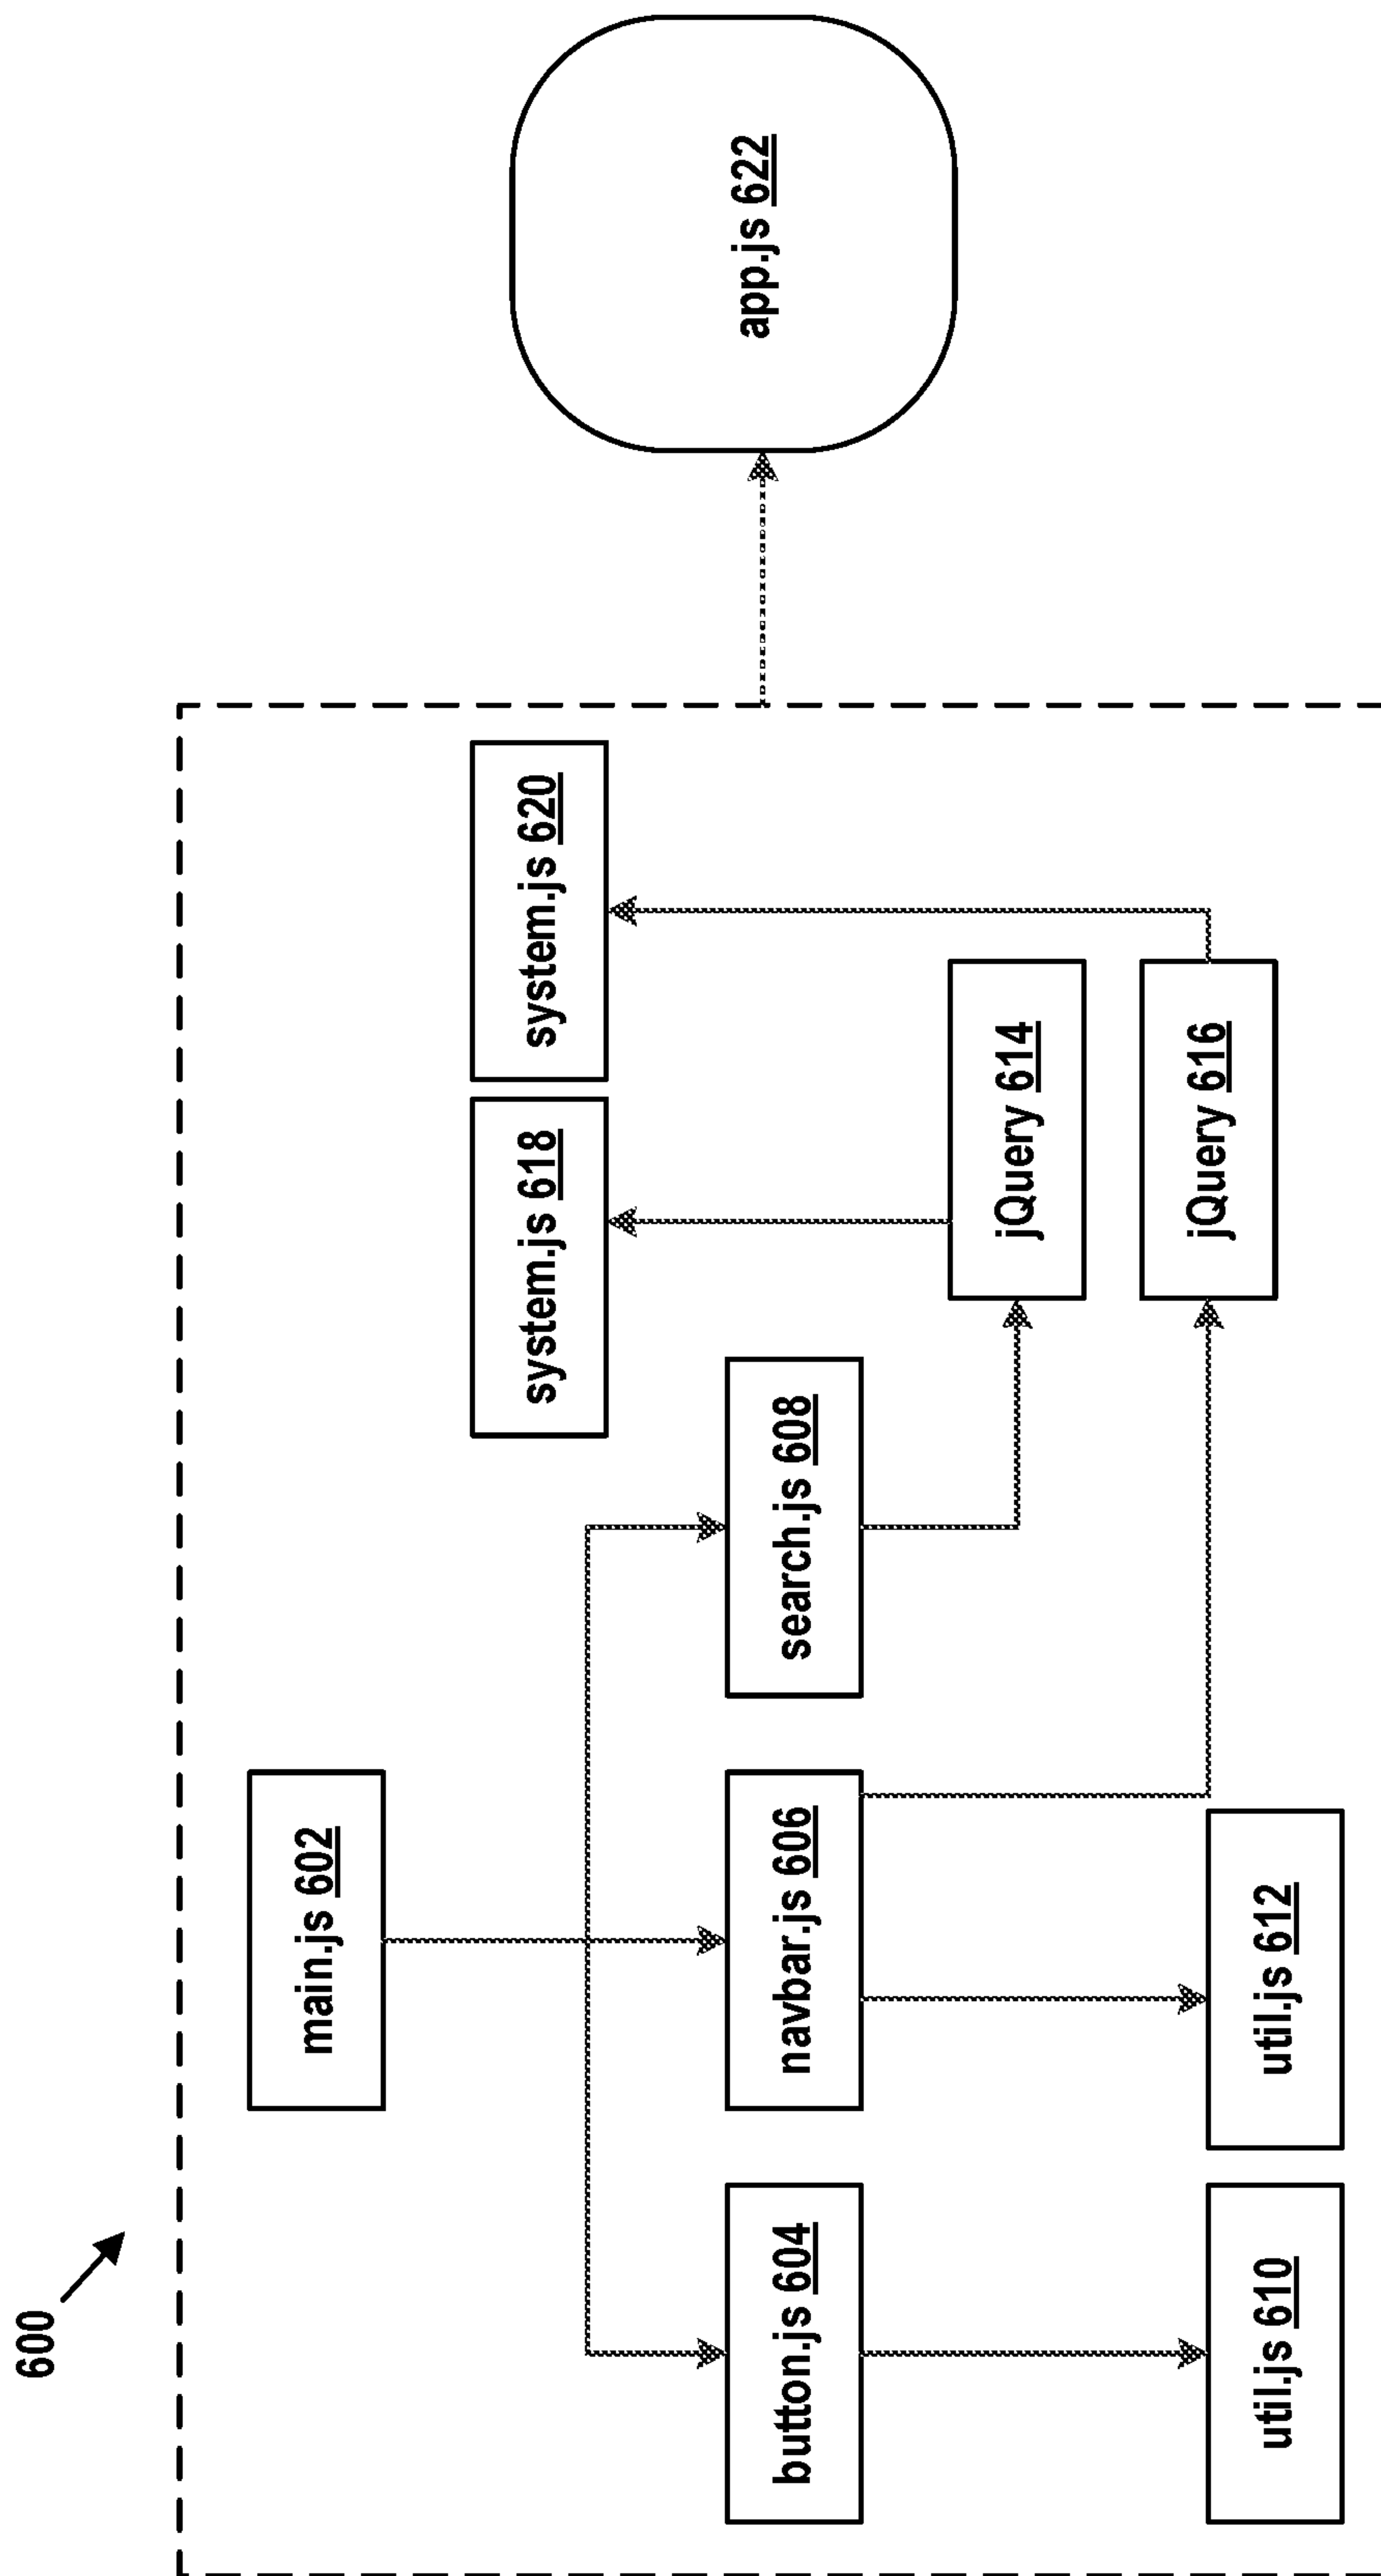 600
main.js 602
system.js 618
system.js 620
button.js 604
navbar.js 606
search.js 608
app.js 622
jQuery 614
jQuery 616
util.js 610
util.js 612